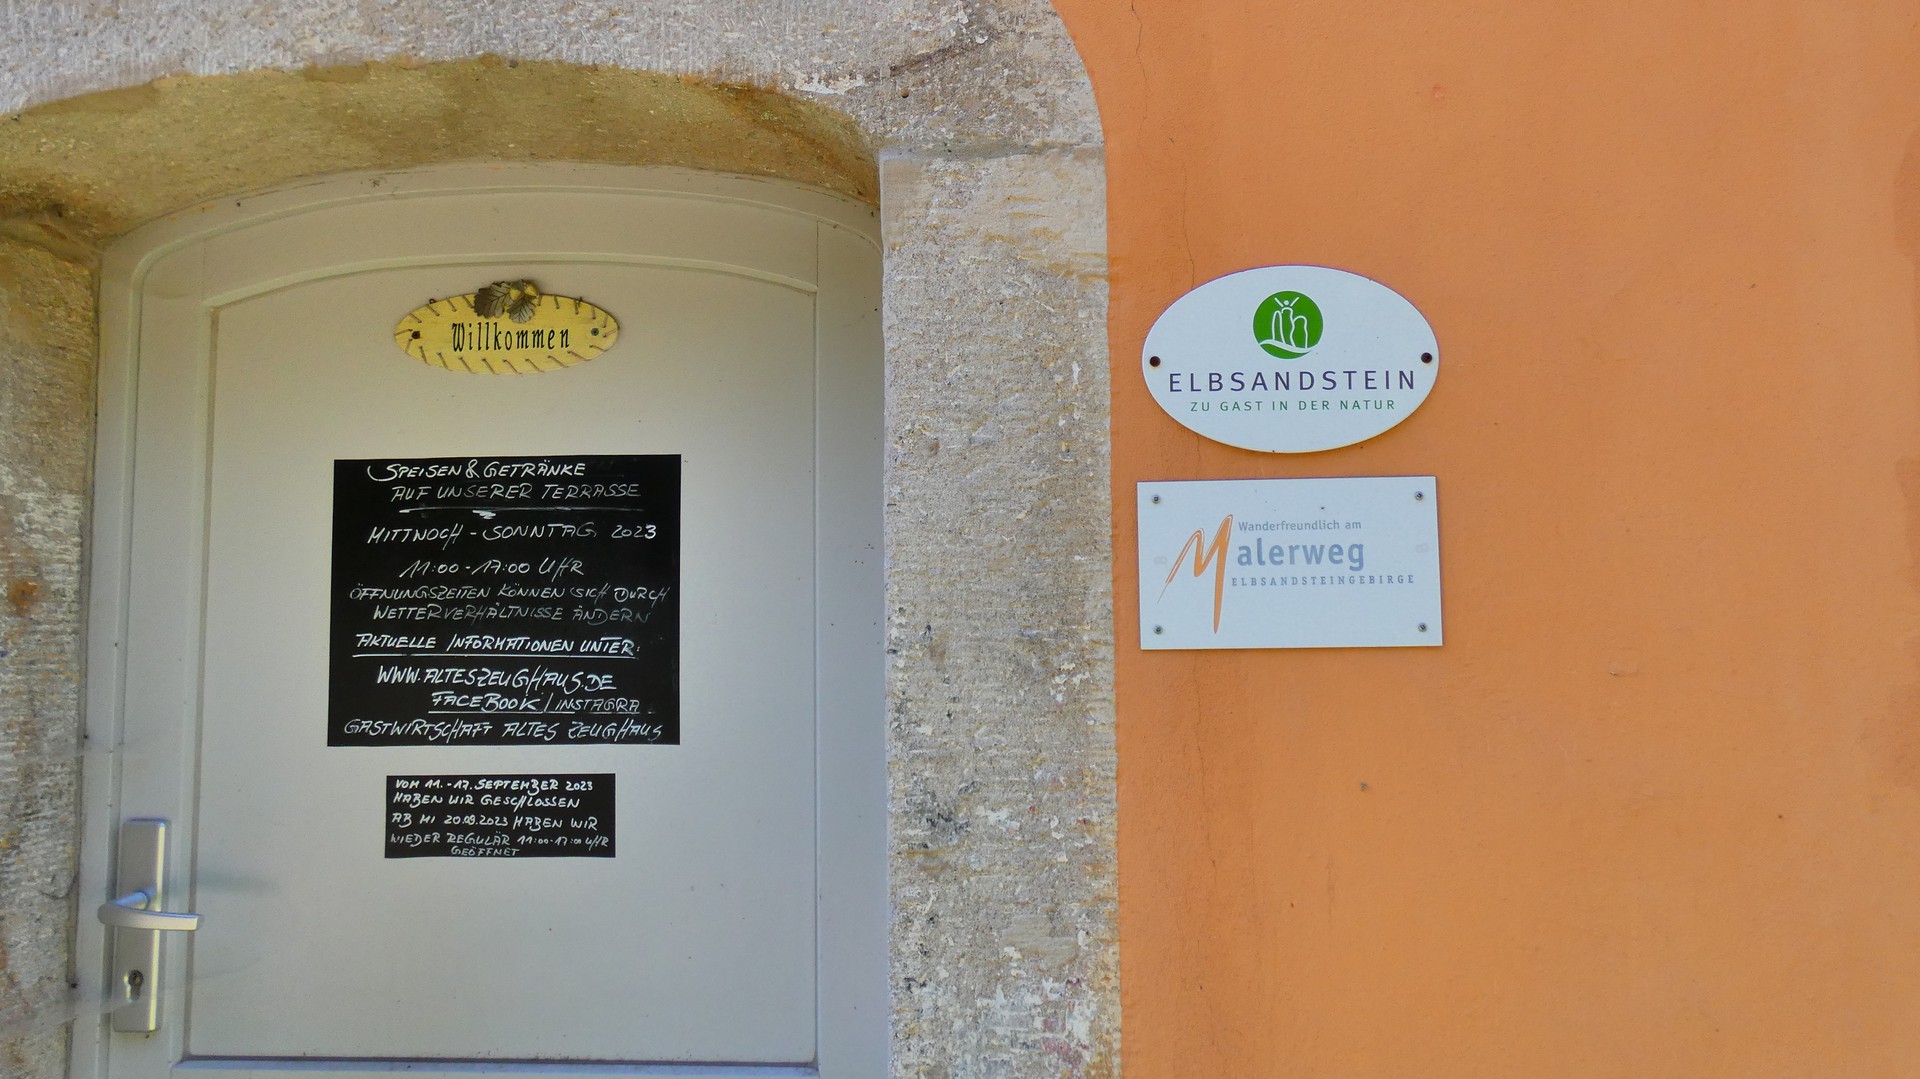 Willkommen
SPEISEN & GETRÄNKE
AUF UNSERER TERRASSE
MITTWOCH - SONNTAG 2023
11:00 - 17:00 UHR
ÖFFNUNGSZEITEN KÖNNEN SICH DURCH
WETTERVERHÄLTNISSE ÄNDERN
AKTUELLE INFORMATIONEN UNTER:
WWW.ALTESZEUGHAUS.DE
FACEBOOK / INSTAGRA
GASTWIRTSCHAFT ALTES ZEUGHAUS
VOM 11. - 17. SEPTEMBER 2023
HABEN WIR GESCHLOSSEN
AB MI 20.09.2023 HABEN WIR
WIEDER REGULÄR 11:00-17:00 UHR
GEÖFFNET
ELBSANDSTEIN
ZU GAST IN DER NATUR
Wanderfreundlich am
Malerweg
ELBSANDSTEINGEBIRGE